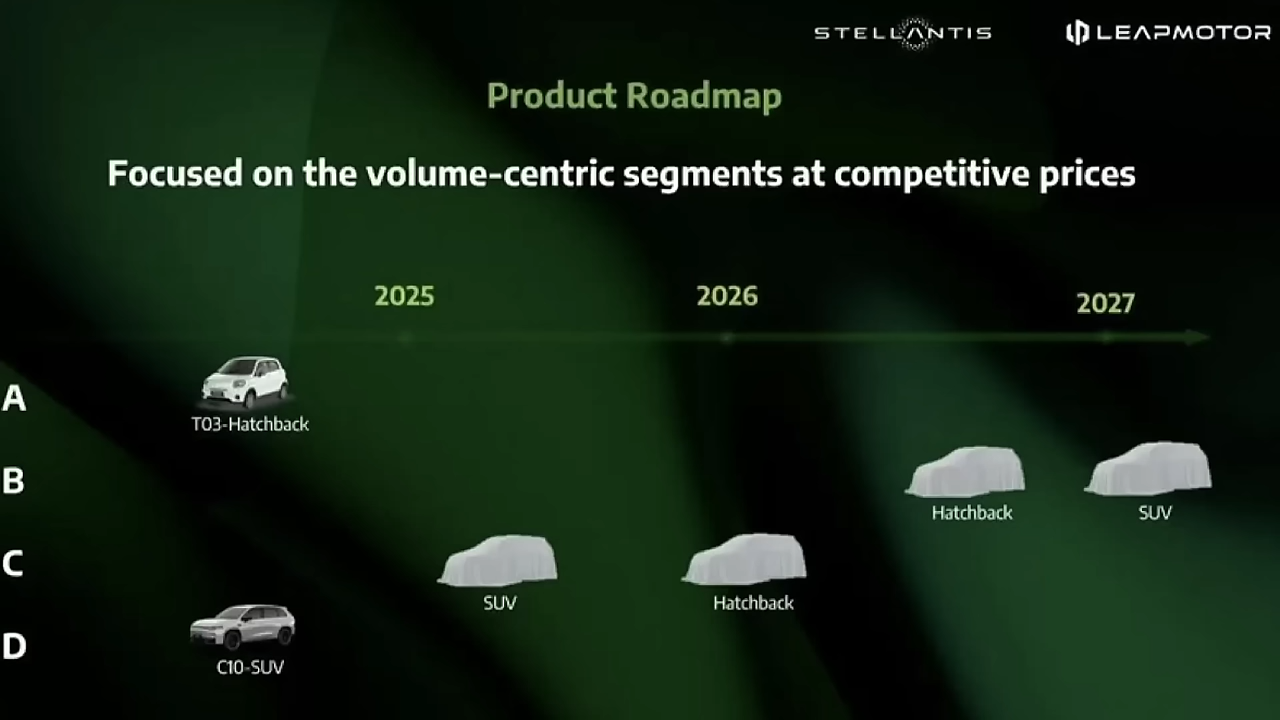 STELLANTIS
LEAPMOTOR
Product Roadmap
Focused on the volume-centric segments at competitive prices
2025
2026
2027
A
T03-Hatchback
B
Hatchback
SUV
C
SUV
Hatchback
D
C10-SUV